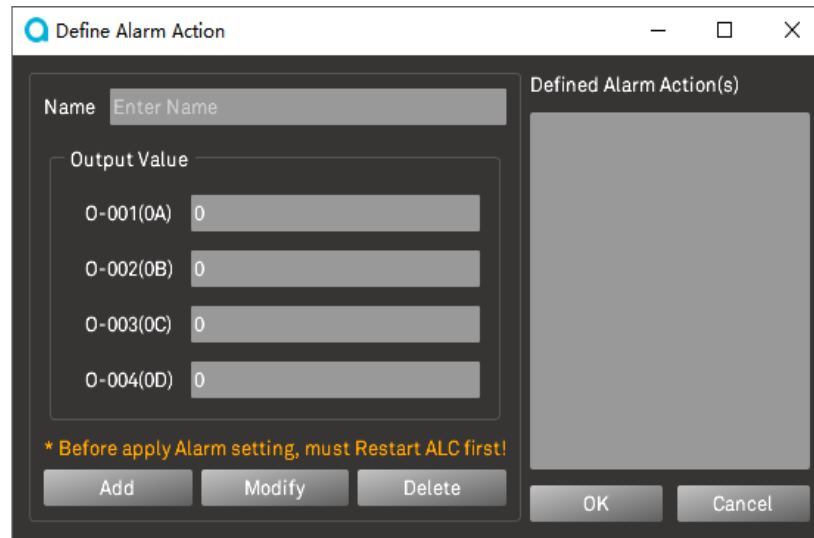 Define Alarm Action
Name Enter Name
Output Value
O-001(0A) 0
O-002(0B) 0
O-003(0C) 0
O-004(0D) 0
* Before apply Alarm setting, must Restart ALC first!
Add Modify Delete
Defined Alarm Action(s)
OK Cancel